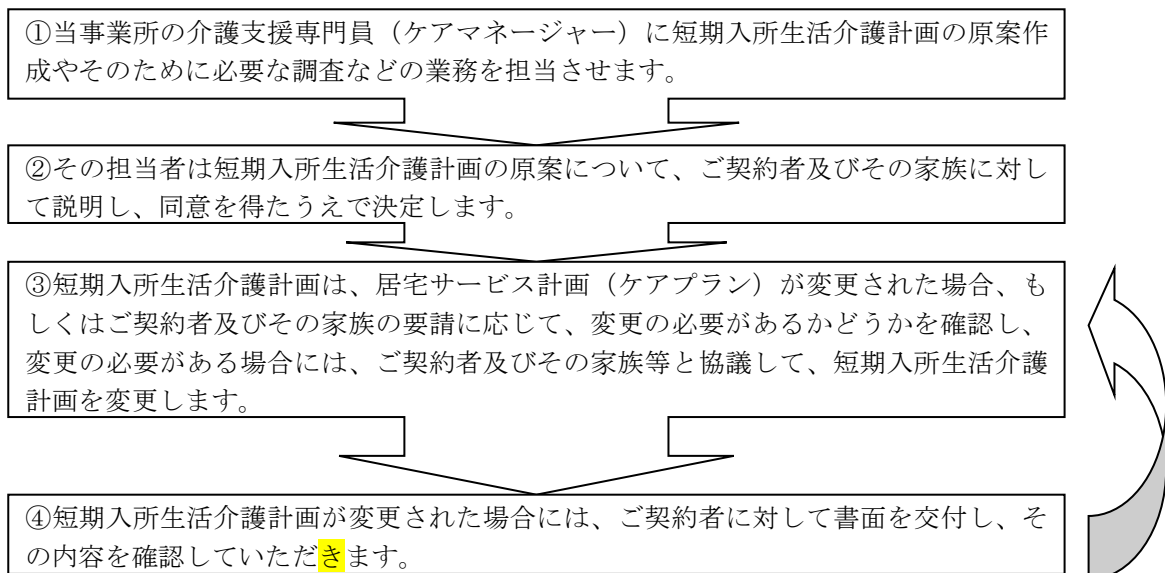 ①当事業所の介護支援専門員（ケアマネージャー）に短期入所生活介護計画の原案作
成やそのために必要な調査などの業務を担当させます。
②その担当者は短期入所生活介護計画の原案について、ご契約者及びその家族に対し
て説明し、同意を得たうえで決定します。
③短期入所生活介護計画は、居宅サービス計画（ケアプラン）が変更された場合、も
しくはご契約者及びその家族の要請に応じて、変更の必要があるかどうかを確認し、
変更の必要がある場合には、ご契約者及びその家族等と協議して、短期入所生活介護
計画を変更します。
④短期入所生活介護計画が変更された場合には、ご契約者に対して書面を交付し、そ
の内容を確認していただきます。